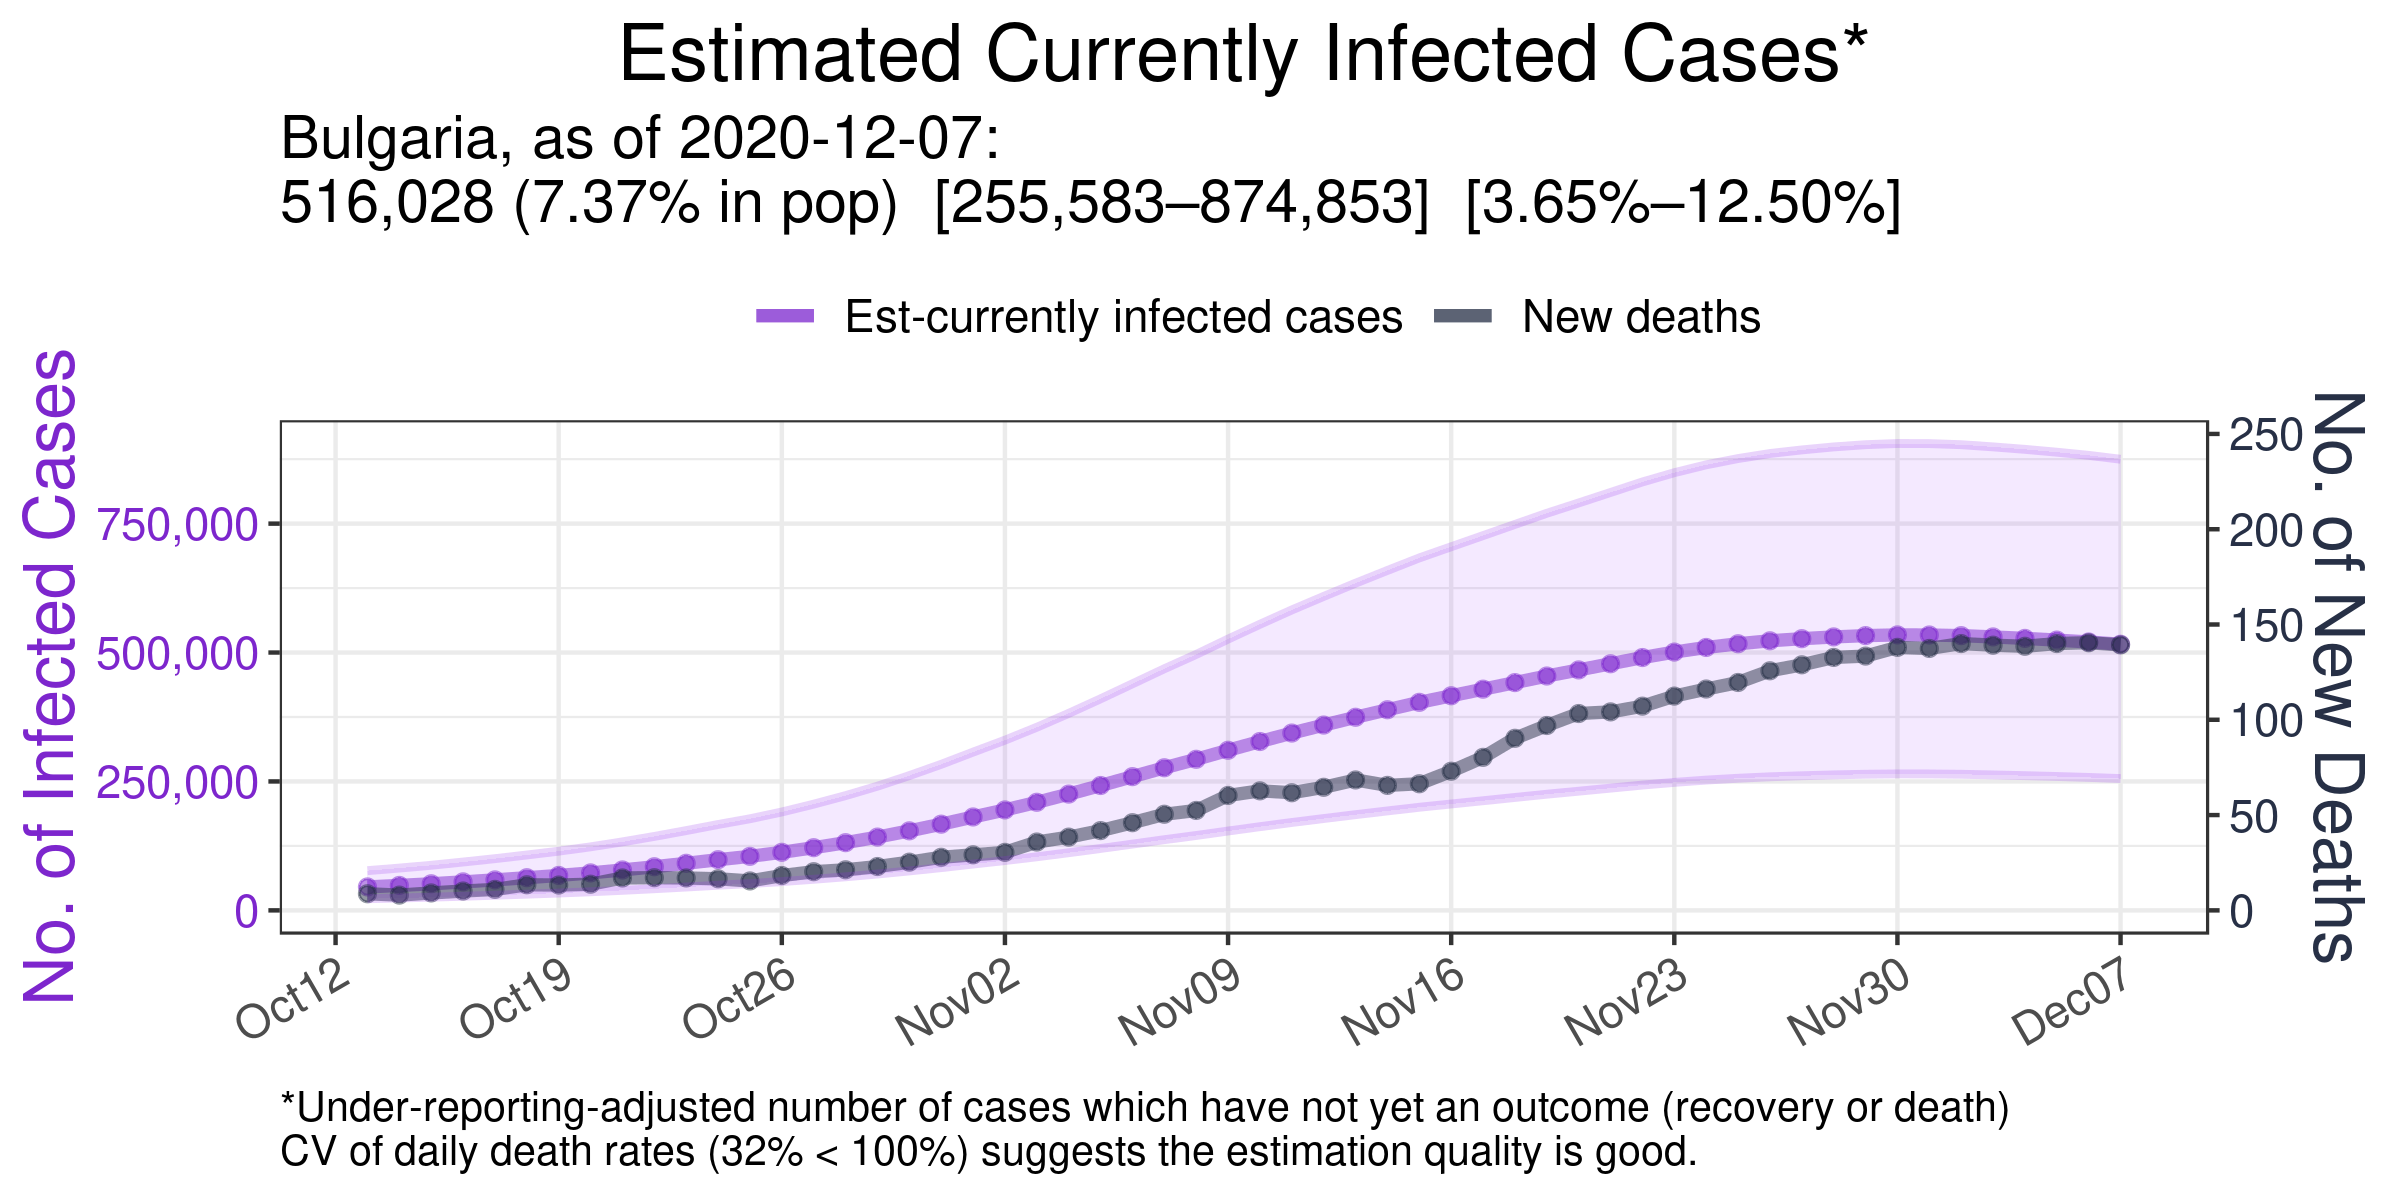 Estimated Currently Infected Cases*
Bulgaria, as of 2020-12-07:
516,028 (7.37% in pop)  [255,583–874,853]  [3.65%–12.50%]
Est-currently infected cases
New deaths
No. of Infected Cases
750,000
500,000
250,000
0
250
200
150
100
50
0
No. of New Deaths
Oct12
Oct19
Oct26
Nov02
Nov09
Nov16
Nov23
Nov30
Dec07
*Under-reporting-adjusted number of cases which have not yet an outcome (recovery or death)
CV of daily death rates (32% < 100%) suggests the estimation quality is good.